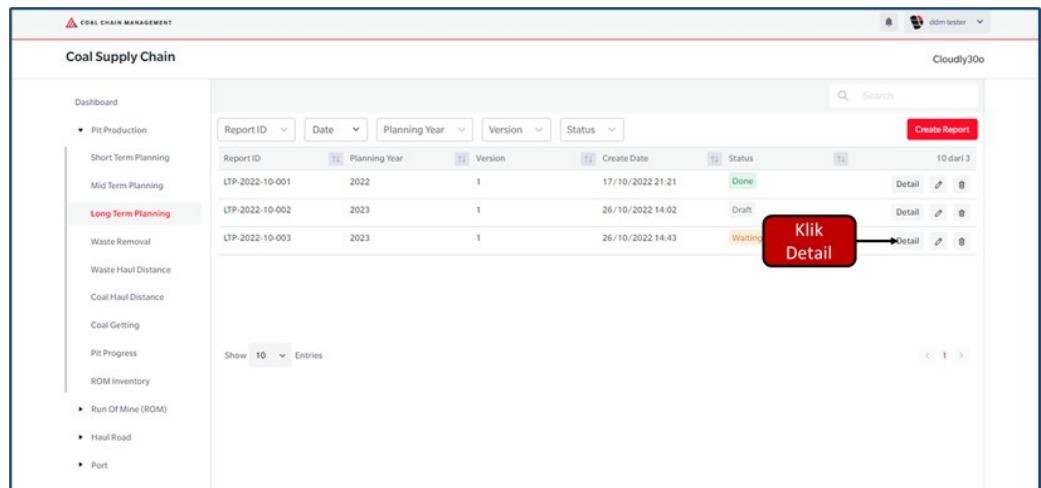 COAL CHAIN MANAGEMENT
ddm tester
Coal Supply Chain
Cloudly30o
Search
Dashboard
Pit Production
Short Term Planning
Mid Term Planning
Long Term Planning
Waste Removal
Waste Haul Distance
Coal Haul Distance
Coal Getting
Pit Progress
ROM Inventory
Run Of Mine (ROM)
Haul Road
Port
Report ID Date Planning Year Version Status Create Report
Report ID Planning Year Version Create Date Status 10 dari 3
LTP-2022-10-001 2022 1 17/10/2022 21:21 Done Detail
LTP-2022-10-002 2023 1 26/10/2022 14:02 Draft Detail
LTP-2022-10-003 2023 1 26/10/2022 14:43 Waiting Detail
Klik
Detail
Show 10 Entries
1